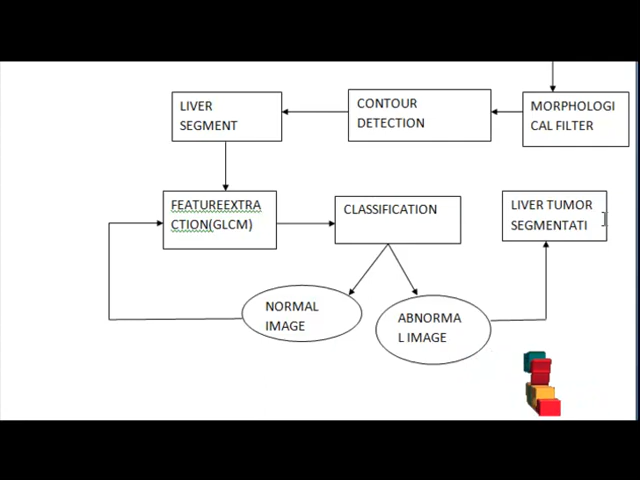 LIVER
SEGMENT
CONTOUR
DETECTION
MORPHOLOGI
CAL FILTER
FEATUREEXTRA
CTION(GLCM)
CLASSIFICATION
LIVER TUMOR
SEGMENTATI
NORMAL
IMAGE
ABNORMA
L IMAGE